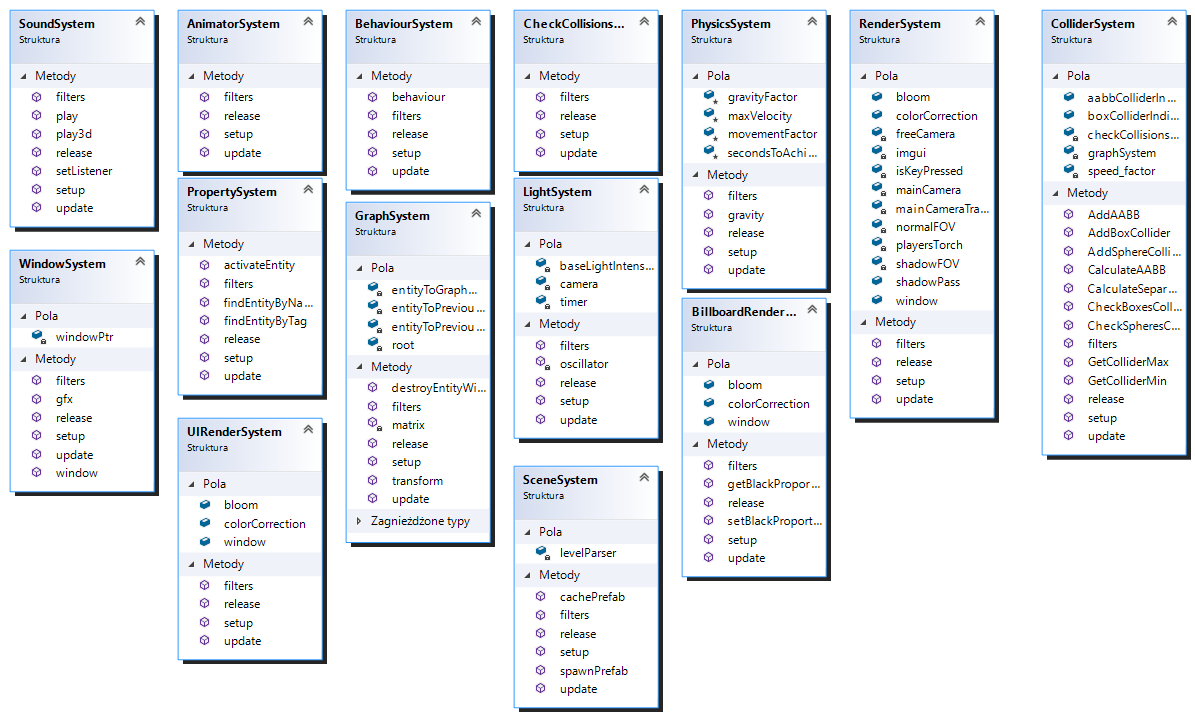 SoundSystem
Struktura
Metody
filters
play
play3d
release
setListener
setup
update
WindowSystem
Struktura
Pola
windowPtr
Metody
filters
gfx
release
setup
update
window
AnimatorSystem
Struktura
Metody
filters
release
setup
update
PropertySystem
Struktura
Metody
activateEntity
filters
findEntityByNa...
findEntityByTag
release
setup
update
UIRenderSystem
Struktura
Pola
bloom
colorCorrection
window
Metody
filters
release
setup
update
BehaviourSystem
Struktura
Metody
behaviour
filters
release
setup
update
GraphSystem
Struktura
Pola
entityToGraph...
entityToPreviou...
entityToPreviou...
root
Metody
destroyEntityWi...
filters
matrix
release
setup
transform
update
Zagnieżdżone typy
CheckCollisions...
Struktura
Metody
filters
release
setup
update
LightSystem
Struktura
Pola
baseLightIntens...
camera
timer
Metody
filters
oscillator
release
setup
update
SceneSystem
Struktura
Pola
levelParser
Metody
cachePrefab
filters
release
setup
spawnPrefab
update
PhysicsSystem
Struktura
Pola
gravityFactor
maxVelocity
movementFactor
secondsToAchi...
Metody
filters
gravity
release
setup
update
BillboardRender...
Struktura
Pola
bloom
colorCorrection
window
Metody
filters
getBlackPropor...
release
setBlackProport...
setup
update
RenderSystem
Struktura
Pola
bloom
colorCorrection
freeCamera
imgui
isKeyPressed
mainCamera
mainCameraTra...
normalFOV
playersTorch
shadowFOV
shadowPass
window
Metody
filters
release
setup
update
ColliderSystem
Struktura
Pola
aabbColliderIn...
boxColliderIndi...
checkCollisions...
graphSystem
speed_factor
Metody
AddAABB
AddBoxCollider
AddSphereColli...
CalculateAABB
CalculateSepar...
CheckBoxesColl...
CheckSpheresC...
filters
GetColliderMax
GetColliderMin
release
setup
update